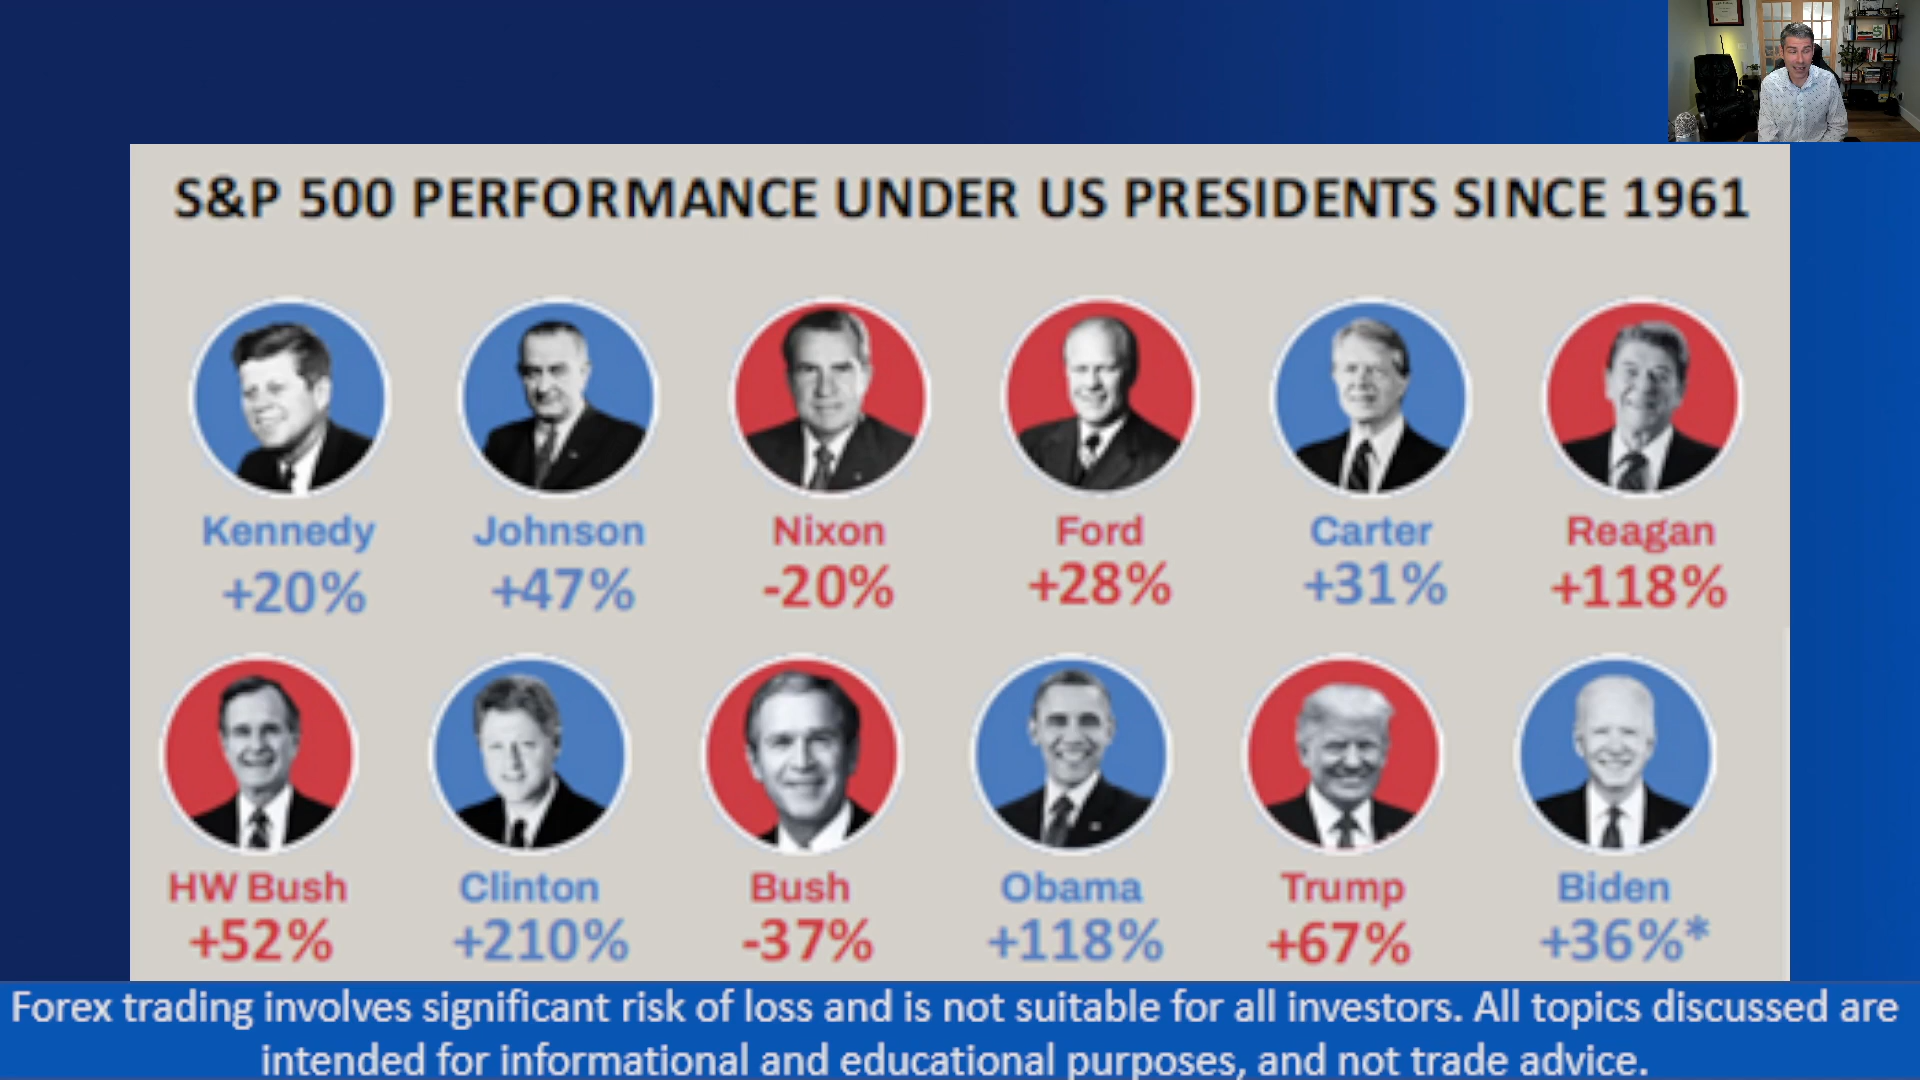 S&P 500 PERFORMANCE UNDER US PRESIDENTS SINCE 1961
Kennedy Johnson Nixon Ford Carter Reagan
+20% +47% -20% +28% +31% +118%
HW Bush Clinton Bush Obama Trump Biden
+52% +210% -37% +118% +67% +36%*
Forex trading involves significant risk of loss and is not suitable for all investors. All topics discussed are
intended for informational and educational purposes, and not trade advice.